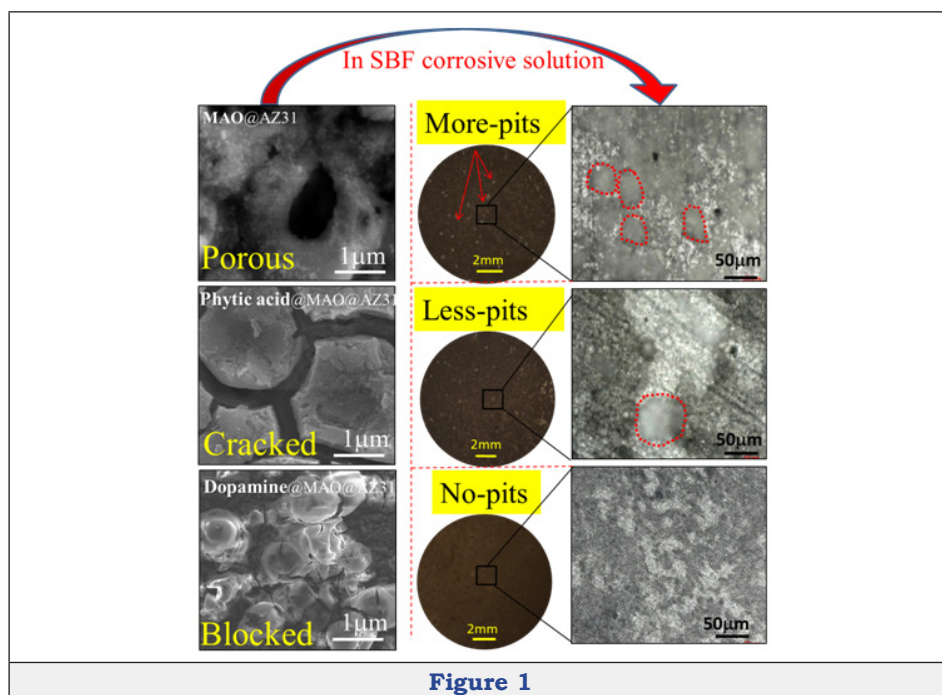 In SBF corrosive solution
MAO@AZ31
Porous
1μm
More-pits
2mm
50μm
Phytic acid@MAO@AZ31
Cracked
1μm
Less-pits
2mm
50μm
Dopamine@MAO@AZ31
Blocked
1μm
No-pits
2mm
50μm
Figure 1